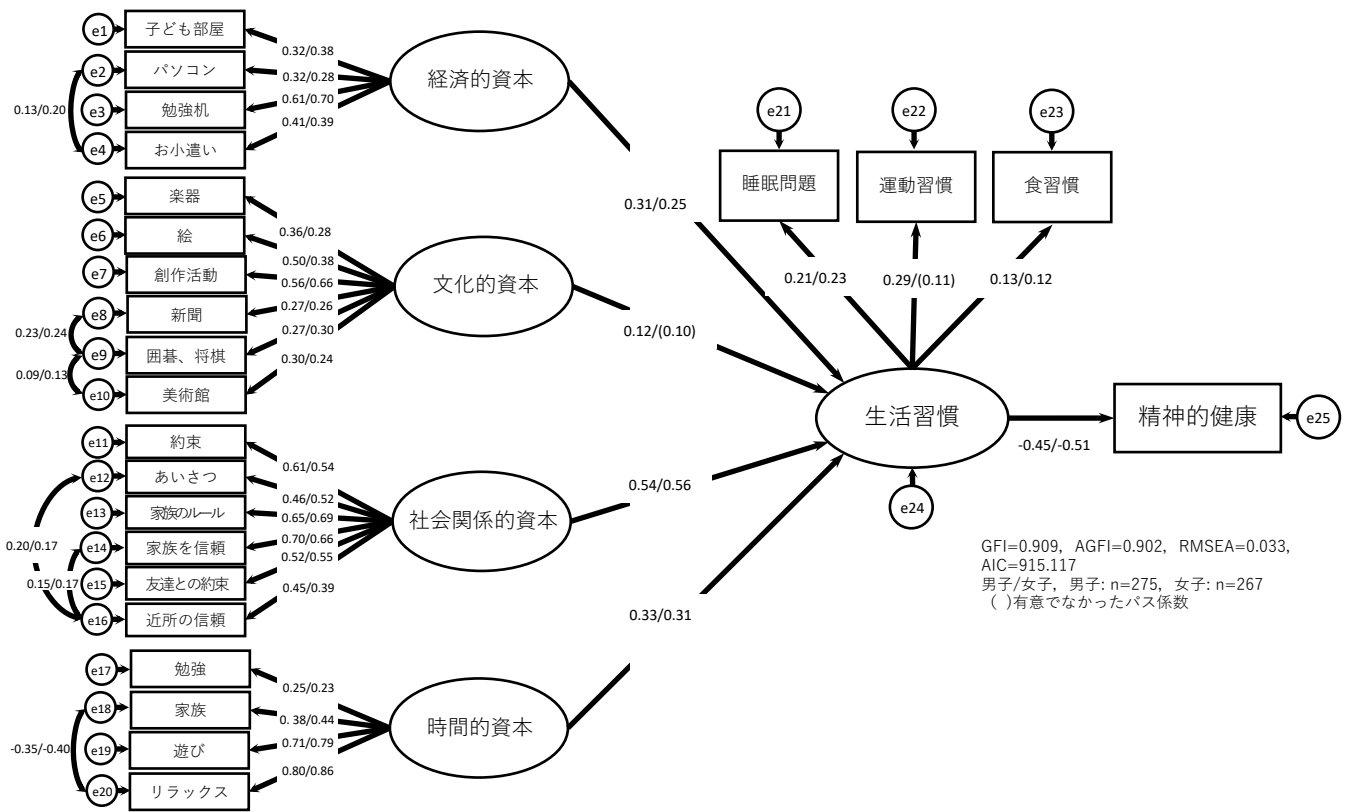 e1
子ども部屋
e2
パソコン
e3
勉強机
e4
お小遣い
0.13/0.20
0.32/0.38
0.32/0.28
0.61/0.70
0.41/0.39
経済的資本
e5
楽器
e6
絵
e7
創作活動
e8
新聞
e9
囲碁、将棋
e10
美術館
0.23/0.24
0.09/0.13
0.36/0.28
0.50/0.38
0.56/0.66
0.27/0.26
0.27/0.30
0.30/0.24
文化的資本
e11
約束
e12
あいさつ
e13
家族のルール
e14
家族を信頼
e15
友達との約束
e16
近所の信頼
0.20/0.17
0.15/0.17
0.61/0.54
0.46/0.52
0.65/0.69
0.70/0.66
0.52/0.55
0.45/0.39
社会関係的資本
e17
勉強
e18
家族
e19
遊び
e20
リラックス
-0.35/-0.40
0.25/0.23
0. 38/0.44
0.71/0.79
0.80/0.86
時間的資本
0.31/0.25
0.12/(0.10)
0.54/0.56
0.33/0.31
e21
e22
e23
睡眠問題
運動習慣
食習慣
0.21/0.23
0.29/(0.11)
0.13/0.12
生活習慣
e24
-0.45/-0.51
精神的健康
e25
GFI=0.909, AGFI=0.902, RMSEA=0.033,
AIC=915.117
男子/女子, 男子: n=275, 女子: n=267
( )有意でなかったパス係数